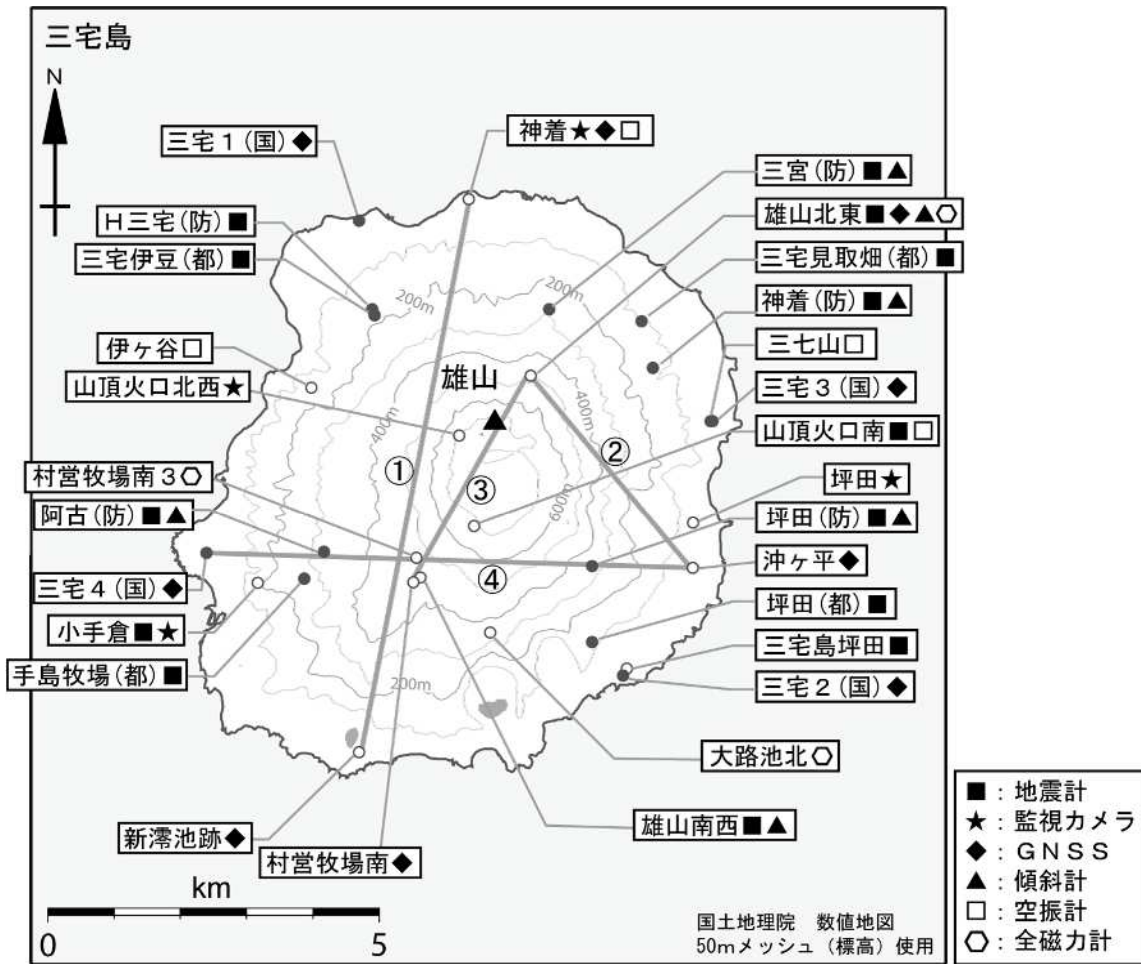 三宅島
N
神着★◆□
三宅1(国)◆
三宮(防)■▲
H三宅(防)■
雄山北東■◆▲⬡
三宅伊豆(都)■
三宅見取畑(都)■
200m
200m
神着(防)■▲
伊ヶ谷□
三七山□
雄山
山頂火口北西★
三宅3(国)◆
400m
400m
山頂火口南■□
①
②
③
村営牧場南3⬡
坪田★
600m
阿古(防)■▲
坪田(防)■▲
④
沖ヶ平◆
三宅4(国)◆
坪田(都)■
小手倉■★
三宅島坪田■
手島牧場(都)■
200m
三宅2(国)◆
大路池北⬡
新澪池跡◆
雄山南西■▲
村営牧場南◆
km
0
5
国土地理院 数値地図
50mメッシュ(標高)使用
■:地震計
★:監視カメラ
◆:GNSS
▲:傾斜計
□:空振計
⬡:全磁力計